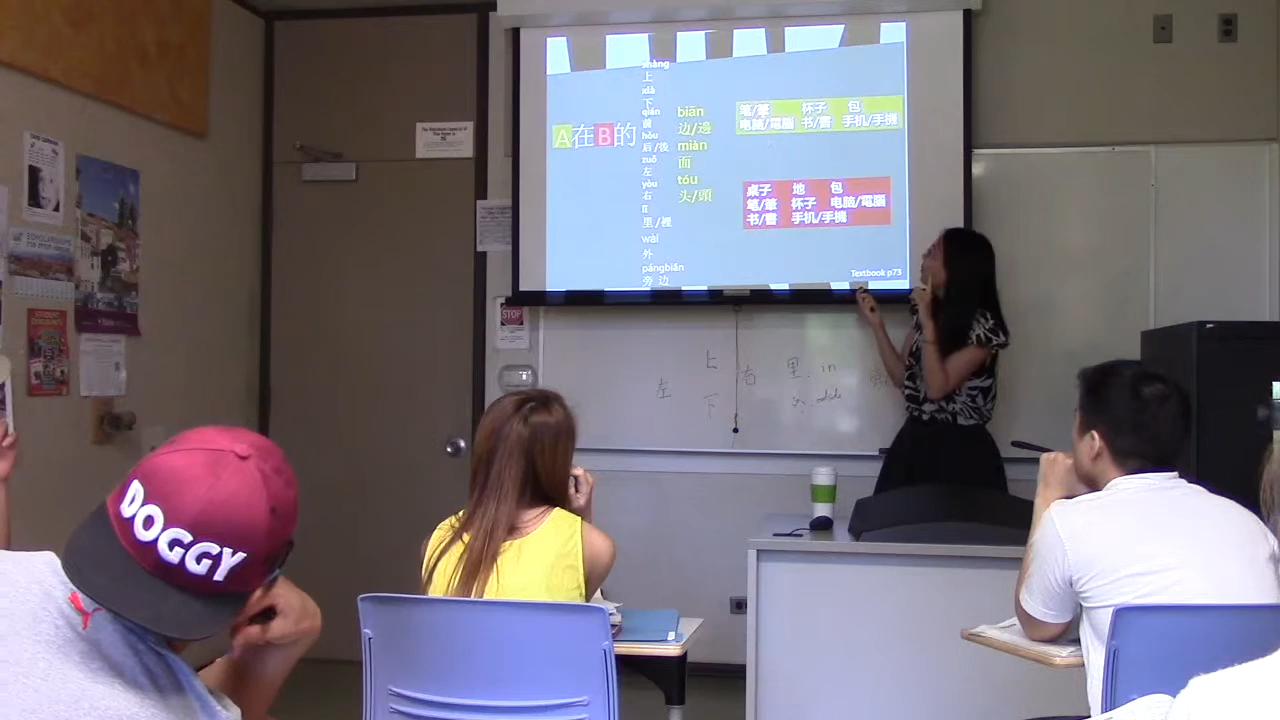 shàng
上
xià
下
qián
前
hòu
后/後
zuǒ
左
yòu
右
lǐ
里/裡
wài
外
pángbiān
旁 边
A在B的
biān
边/邊
miàn
面
tóu
头/頭
笔/筆 杯子 包
电脑/電腦 书/書 手机/手機
桌子 地 包
笔/筆 杯子 电脑/電腦
书/書 手机/手機
Textbook p73
上
左 右 里: in
下
STOP
SCHOLARSHIPS
STUDENT
DISCOUNTS
DOGGY